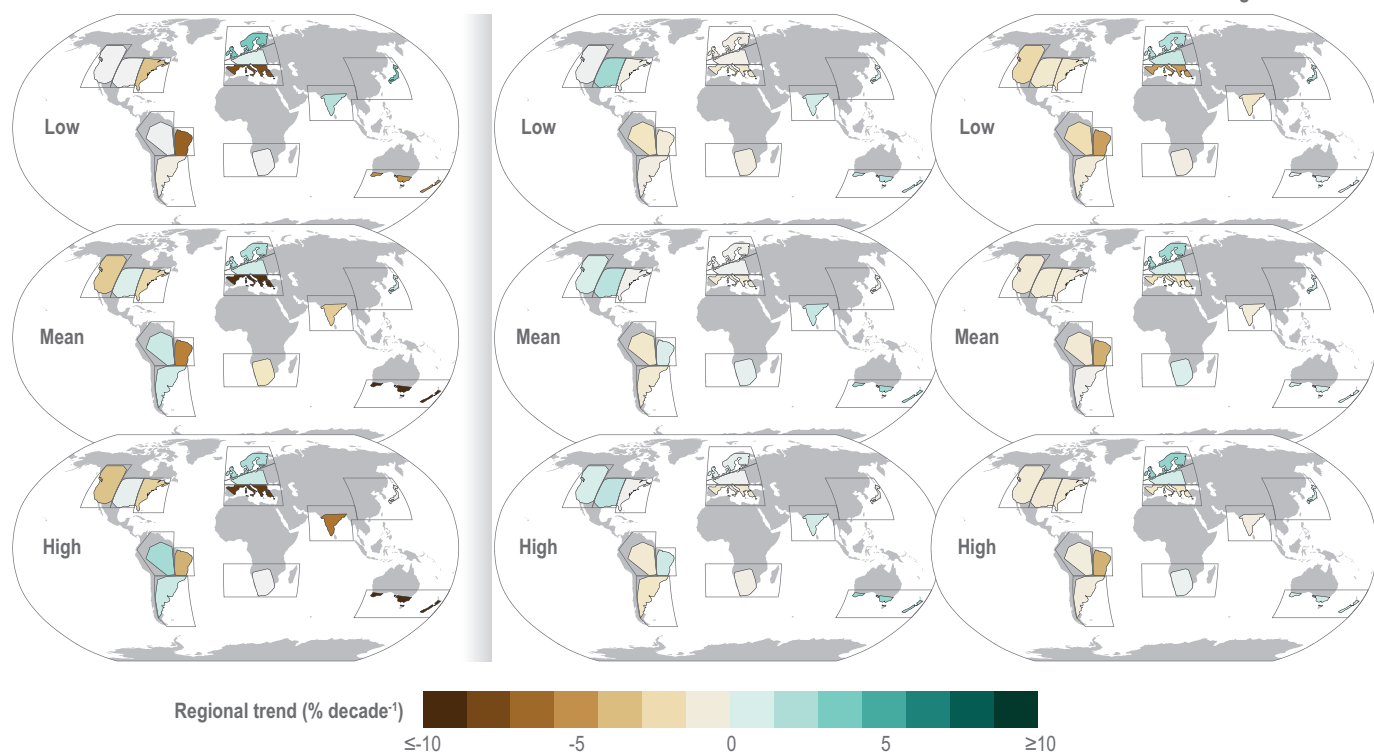 Low
Low
Low
Mean
Mean
Mean
High
High
High
Regional trend (% decade⁻¹)
≤-10
-5
0
5
≥10